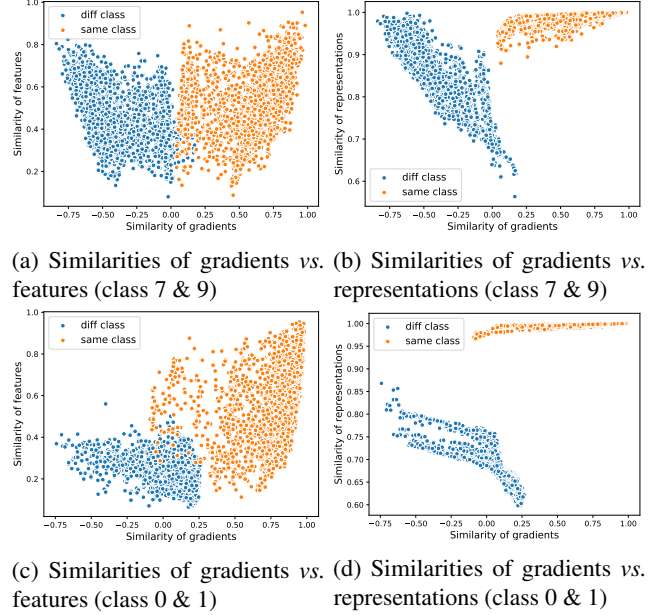 1.0
diff class
same class
0.8
0.6
0.4
0.2
Similarity of features
−0.75 −0.50 −0.25 0.00 0.25 0.50 0.75 1.00
Similarity of gradients
1.0
0.9
0.8
0.7
0.6
Similarity of representations
diff class
same class
−0.75 −0.50 −0.25 0.00 0.25 0.50 0.75 1.00
Similarity of gradients
(a) Similarities of gradients vs.
features (class 7 & 9)
(b) Similarities of gradients vs.
representations (class 7 & 9)
1.0
diff class
same class
0.8
0.6
0.4
0.2
Similarity of features
−0.75 −0.50 −0.25 0.00 0.25 0.50 0.75 1.00
Similarity of gradients
1.00
diff class
same class
0.95
0.90
0.85
0.80
0.75
0.70
0.65
0.60
Similarity of representations
−0.75 −0.50 −0.25 0.00 0.25 0.50 0.75 1.00
Similarity of gradients
(c) Similarities of gradients vs.
features (class 0 & 1)
(d) Similarities of gradients vs.
representations (class 0 & 1)